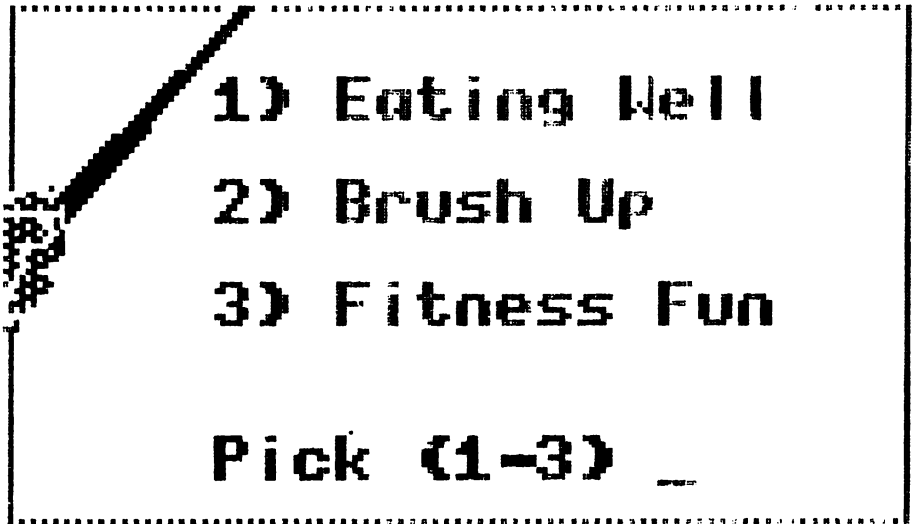 1) Eating Well
2) Brush Up
3) Fitness Fun
Pick (1-3) _